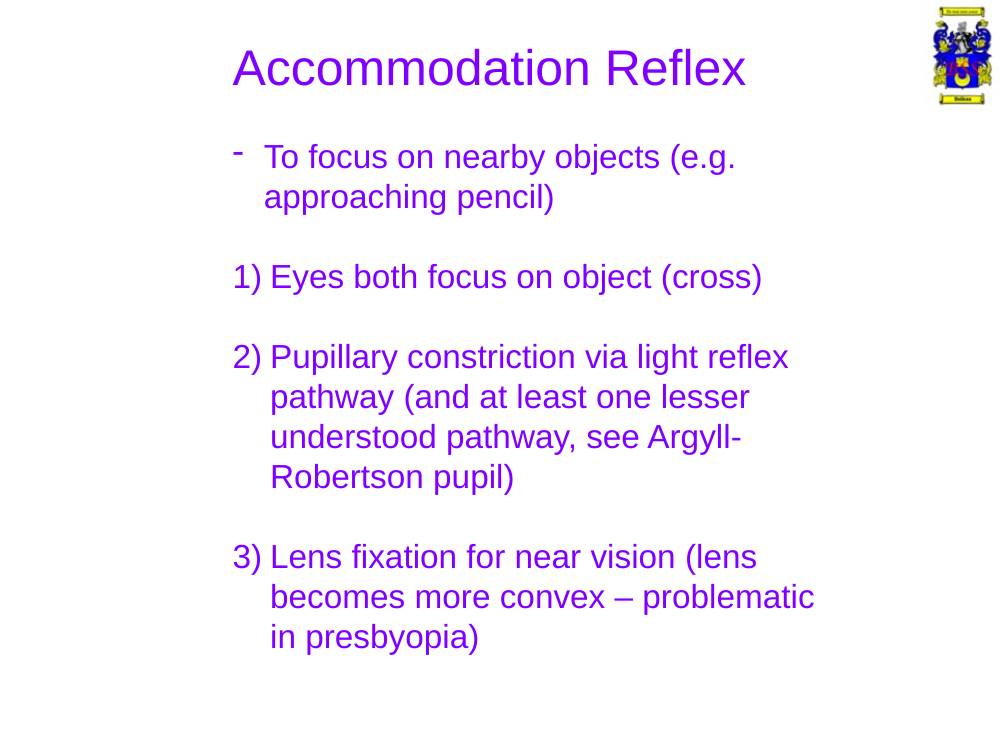 Accommodation Reflex
- To focus on nearby objects (e.g.
approaching pencil)
1) Eyes both focus on object (cross)
2) Pupillary constriction via light reflex
pathway (and at least one lesser
understood pathway, see Argyll-
Robertson pupil)
3) Lens fixation for near vision (lens
becomes more convex – problematic
in presbyopia)